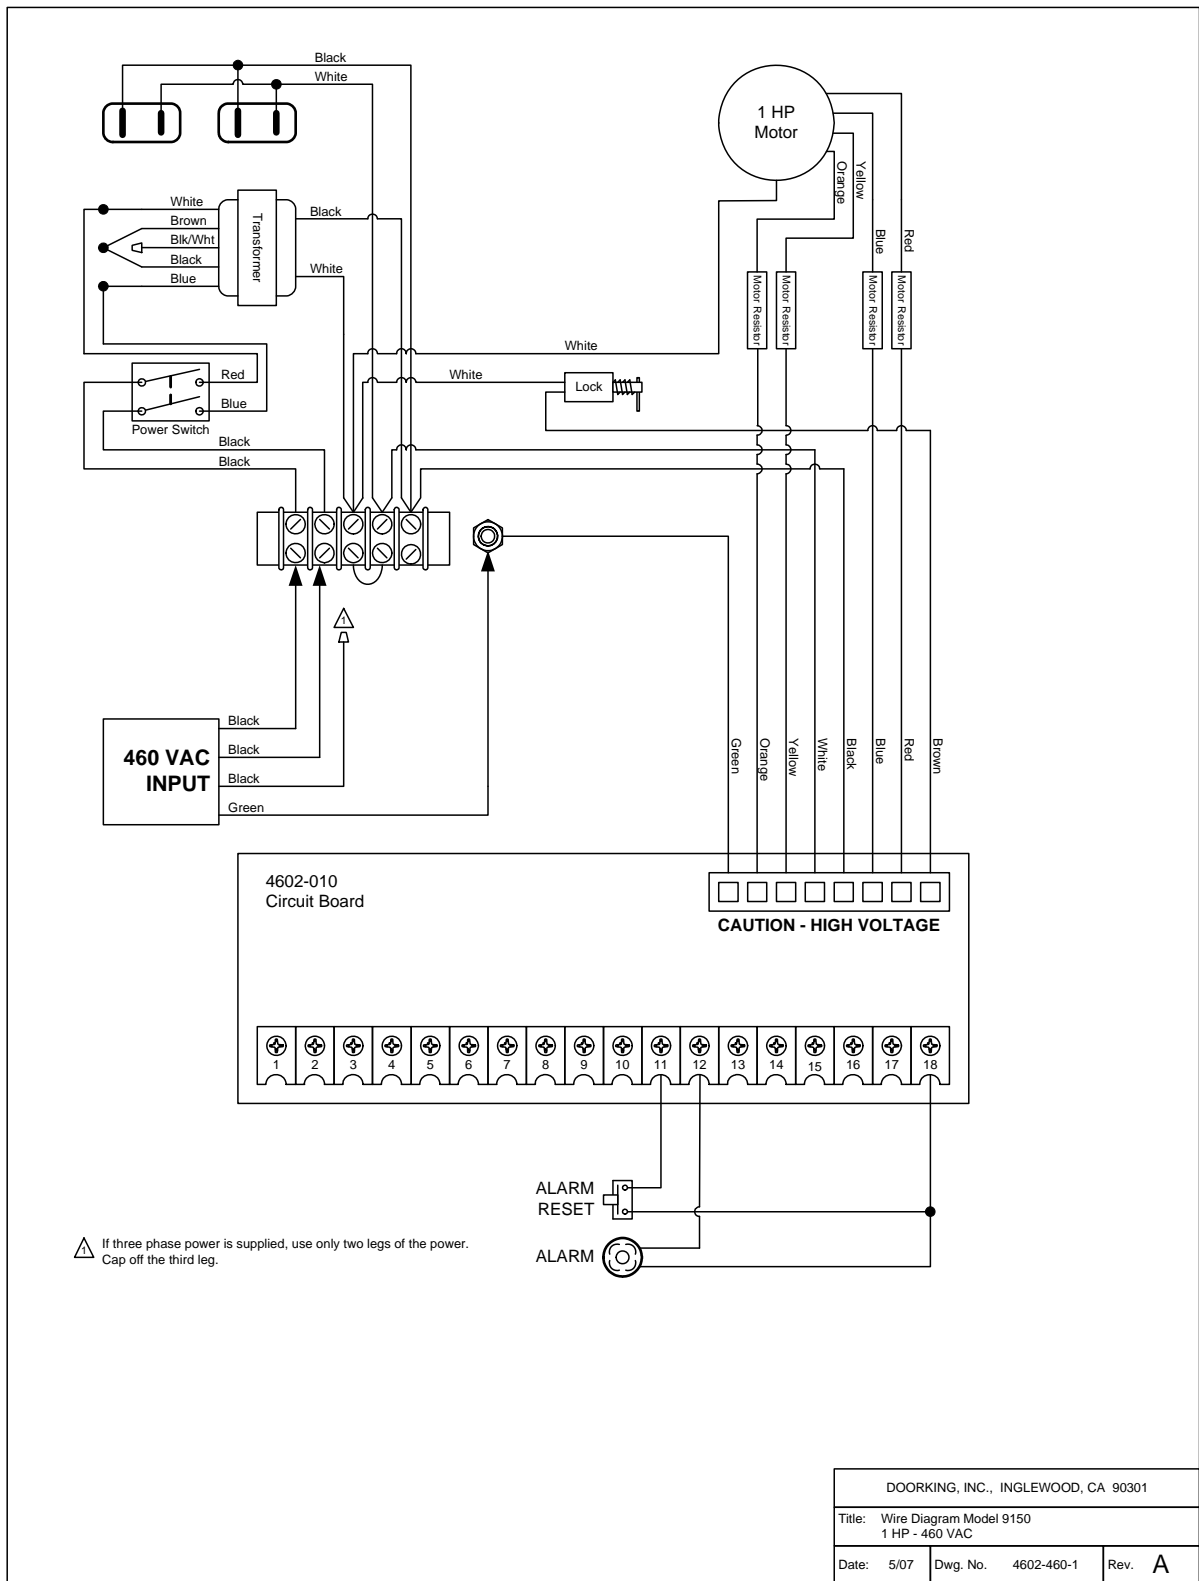 Black
White
1 HP
Motor
Orange
Yellow
Blue
Red
White
Brown
Blk/Wht
Black
Blue
Transformer
Black
White
Motor Resistor
Motor Resistor
Motor Resistor
Motor Resistor
White
Red
Blue
Power Switch
White
Lock
Black
Black
1
460 VAC
INPUT
Black
Black
Black
Green
Green
Orange
Yellow
White
Black
Blue
Red
Brown
4602-010
Circuit Board
CAUTION - HIGH VOLTAGE
1 2 3 4 5 6 7 8 9 10 11 12 13 14 15 16 17 18
ALARM
RESET
ALARM
1 If three phase power is supplied, use only two legs of the power.
Cap off the third leg.
DOORKING, INC., INGLEWOOD, CA 90301
Title: Wire Diagram Model 9150
1 HP - 460 VAC
Date: 5/07 Dwg. No. 4602-460-1 Rev. A